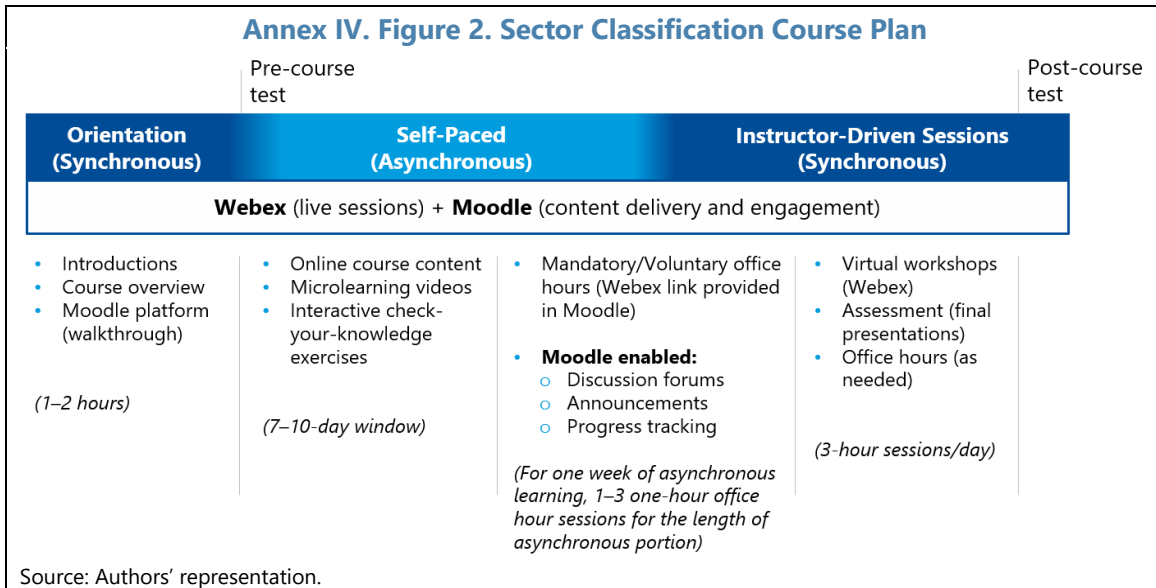 Annex IV. Figure 2. Sector Classification Course Plan
Pre-course
test
Post-course
test
Orientation
(Synchronous)
Self-Paced
(Asynchronous)
Instructor-Driven Sessions
(Synchronous)
Webex (live sessions) + Moodle (content delivery and engagement)
• Introductions
• Course overview
• Moodle platform
(walkthrough)
(1–2 hours)
• Online course content
• Microlearning videos
• Interactive check-
your-knowledge
exercises
(7–10-day window)
• Mandatory/Voluntary office
hours (Webex link provided
in Moodle)
• Moodle enabled:
o Discussion forums
o Announcements
o Progress tracking
(For one week of asynchronous
learning, 1–3 one-hour office
hour sessions for the length of
asynchronous portion)
• Virtual workshops
(Webex)
• Assessment (final
presentations)
• Office hours (as
needed)
(3-hour sessions/day)
Source: Authors’ representation.